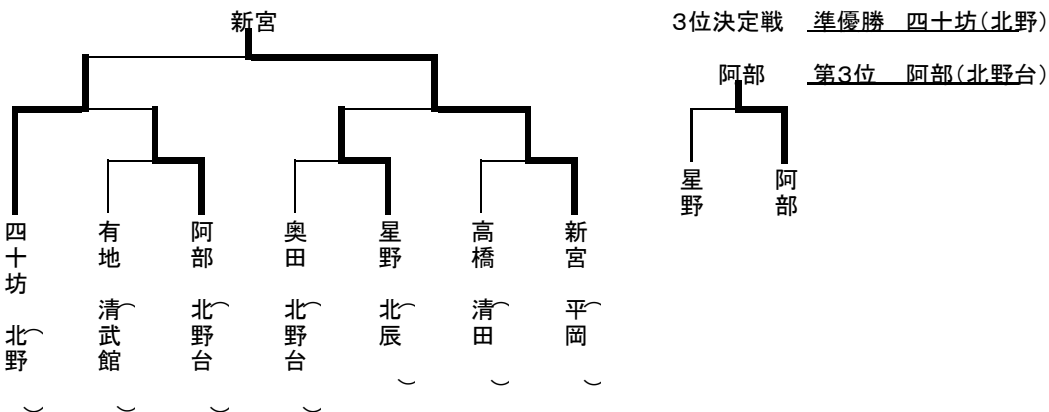 新宮
3位決定戦 準優勝 四十坊(北野)
阿部 第3位 阿部(北野台)
星野
阿部
四十坊(北野)
有地(清武館)
阿部(北野台)
奥田(北野台)
星野(北辰)
高橋(清田)
新宮(平岡)